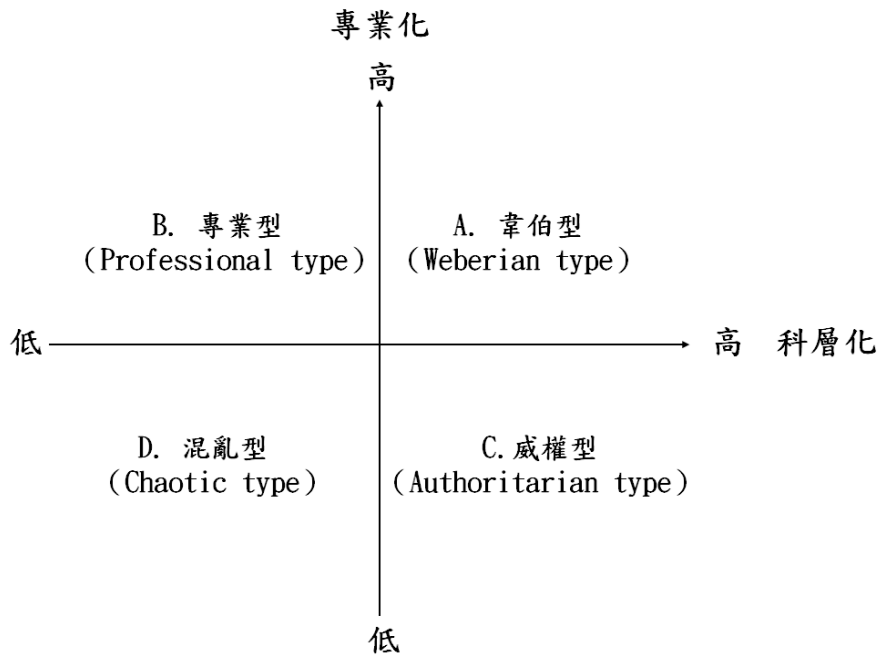 專業化
高
B. 專業型
(Professional type)
A. 韋伯型
(Weberian type)
低
高 科層化
D. 混亂型
(Chaotic type)
C.威權型
(Authoritarian type)
低